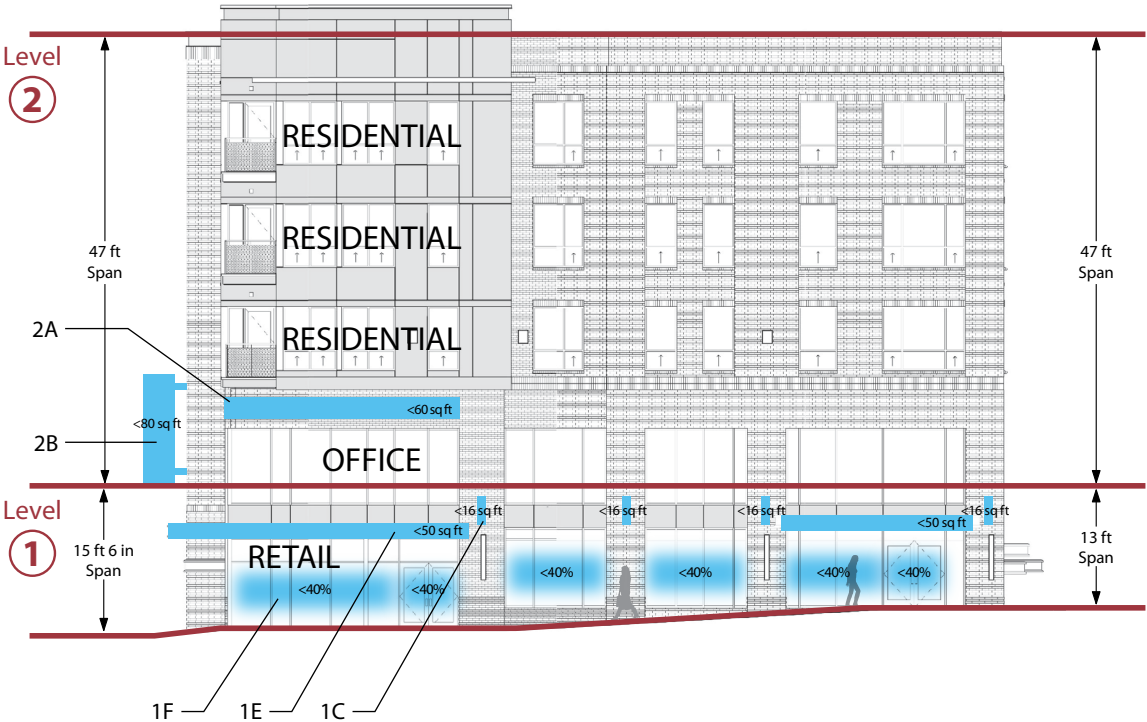 Level
2
RESIDENTIAL
RESIDENTIAL
47 ft
Span
47 ft
Span
2A
RESIDENTIAL
<60 sq ft
<80 sq ft
2B
OFFICE
Level
1
<16 sq ft
<16 sq ft
<16 sq ft
<16 sq ft
<50 sq ft
<50 sq ft
15 ft 6 in
Span
RETAIL
13 ft
Span
<40%
<40%
<40%
<40%
<40%
<40%
1F
1E
1C